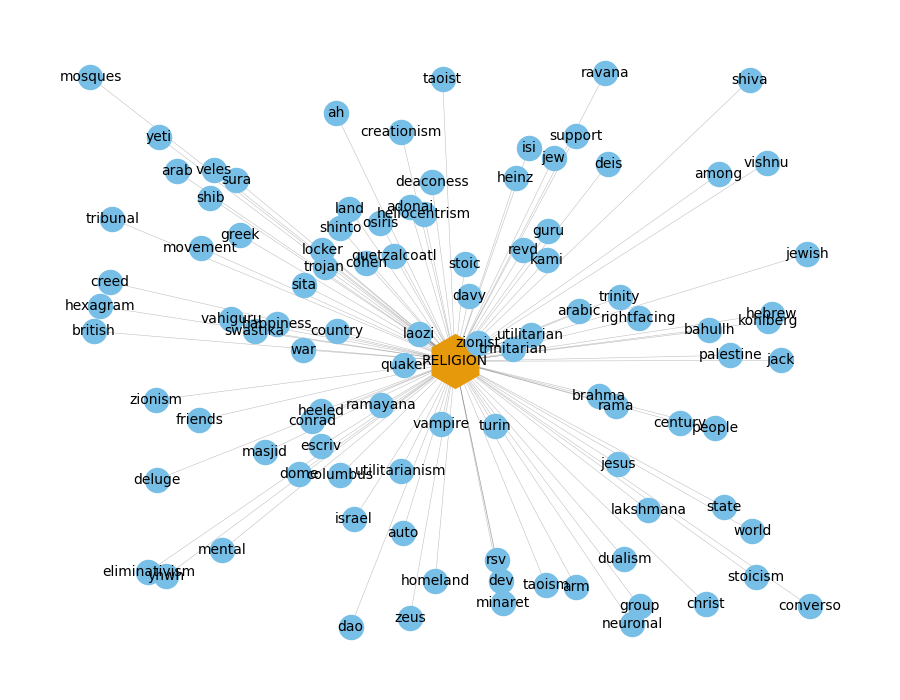 mosques
taoist
ravana
shiva
ah
yeti
creationism
support
isi
jew
deis
heinz
vishnu
among
arab
veles
sura
shib
deaconess
land
adonai
heliocentrism
osiris
shinto
tribunal
greek
movement
guru
revd
kami
jewish
locker
quetzalcoatl
cohen
trojan
stoic
sita
davy
creed
hexagram
british
trinity
arabic
rightfacing
hebrew
kohlberg
bahullh
vahiguru
happiness
swastika
country
laozi
utilitarian
zionist
trinitarian
war
quaker
RELIGION
palestine
jack
zionism
friends
heeled
conrad
ramayana
brahma
rama
century
people
vampire
turin
masjid
escriv
deluge
dome
columbus
utilitarianism
jesus
israel
auto
lakshmana
state
world
mental
eliminativism
yhwh
homeland
rsv
dev
minaret
taoism
arm
dualism
stoicism
dao
zeus
group
neuronal
christ
converso